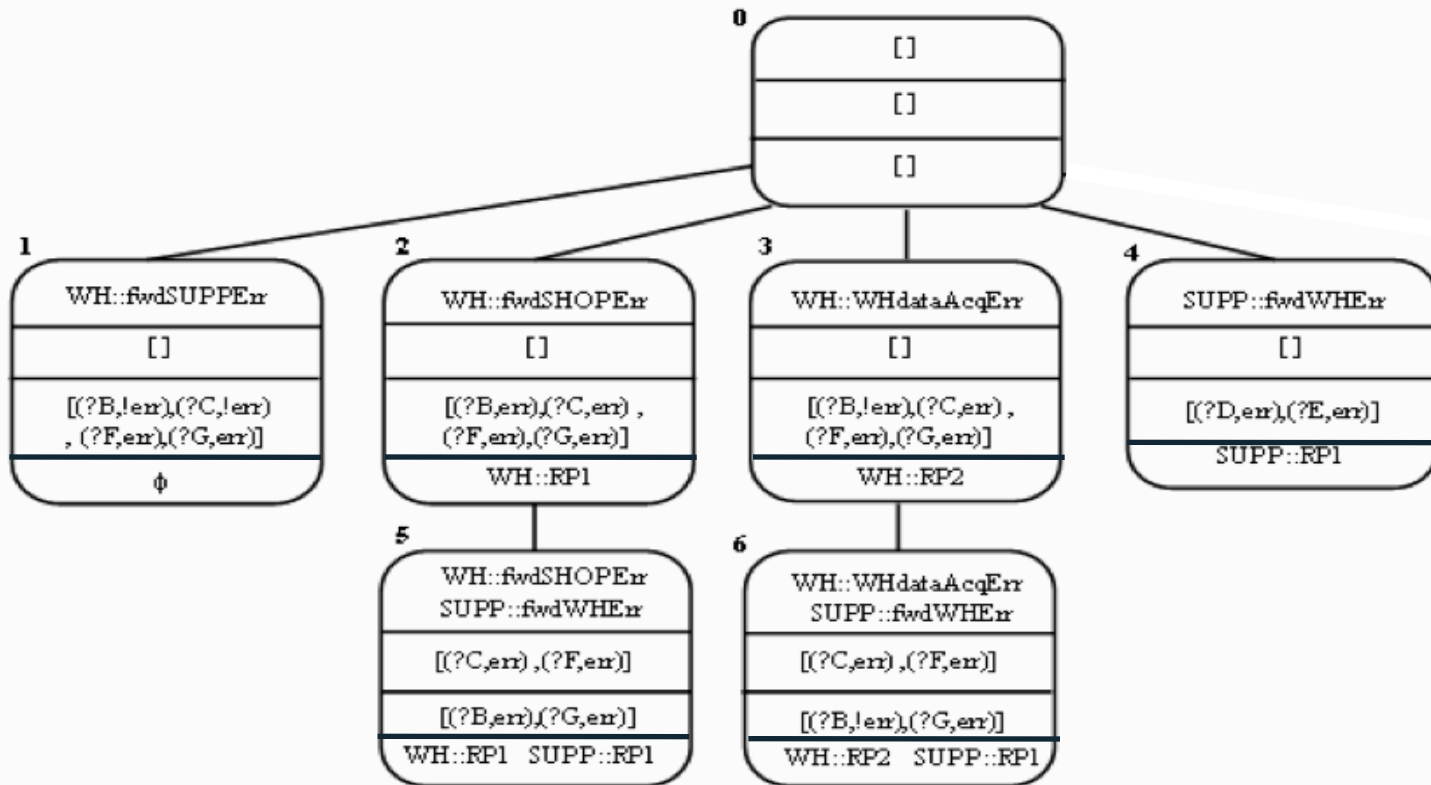 0
[]
[]
[]
1
WH::fwdSUPPErr
[]
[(?B,!err),(?C,!err)
, (?F,err),(?G,err)]
ϕ
2
WH::fwdSHOPErr
[]
[(?B,err),(?C,err) ,
(?F,err),(?G,err)]
WH::RP1
3
WH::WHdataAcqErr
[]
[(?B,!err),(?C,err) ,
(?F,err),(?G,err)]
WH::RP2
4
SUPP::fwdWHErr
[]
[(?D,err),(?E,err)]
SUPP::RP1
5
WH::fwdSHOPErr
SUPP::fwdWHErr
[(?C,err) ,(?F,err)]
[(?B,err),(?G,err)]
WH::RP1 SUPP::RP1
6
WH::WHdataAcqErr
SUPP::fwdWHErr
[(?C,err) ,(?F,err)]
[(?B,!err),(?G,err)]
WH::RP2 SUPP::RP1